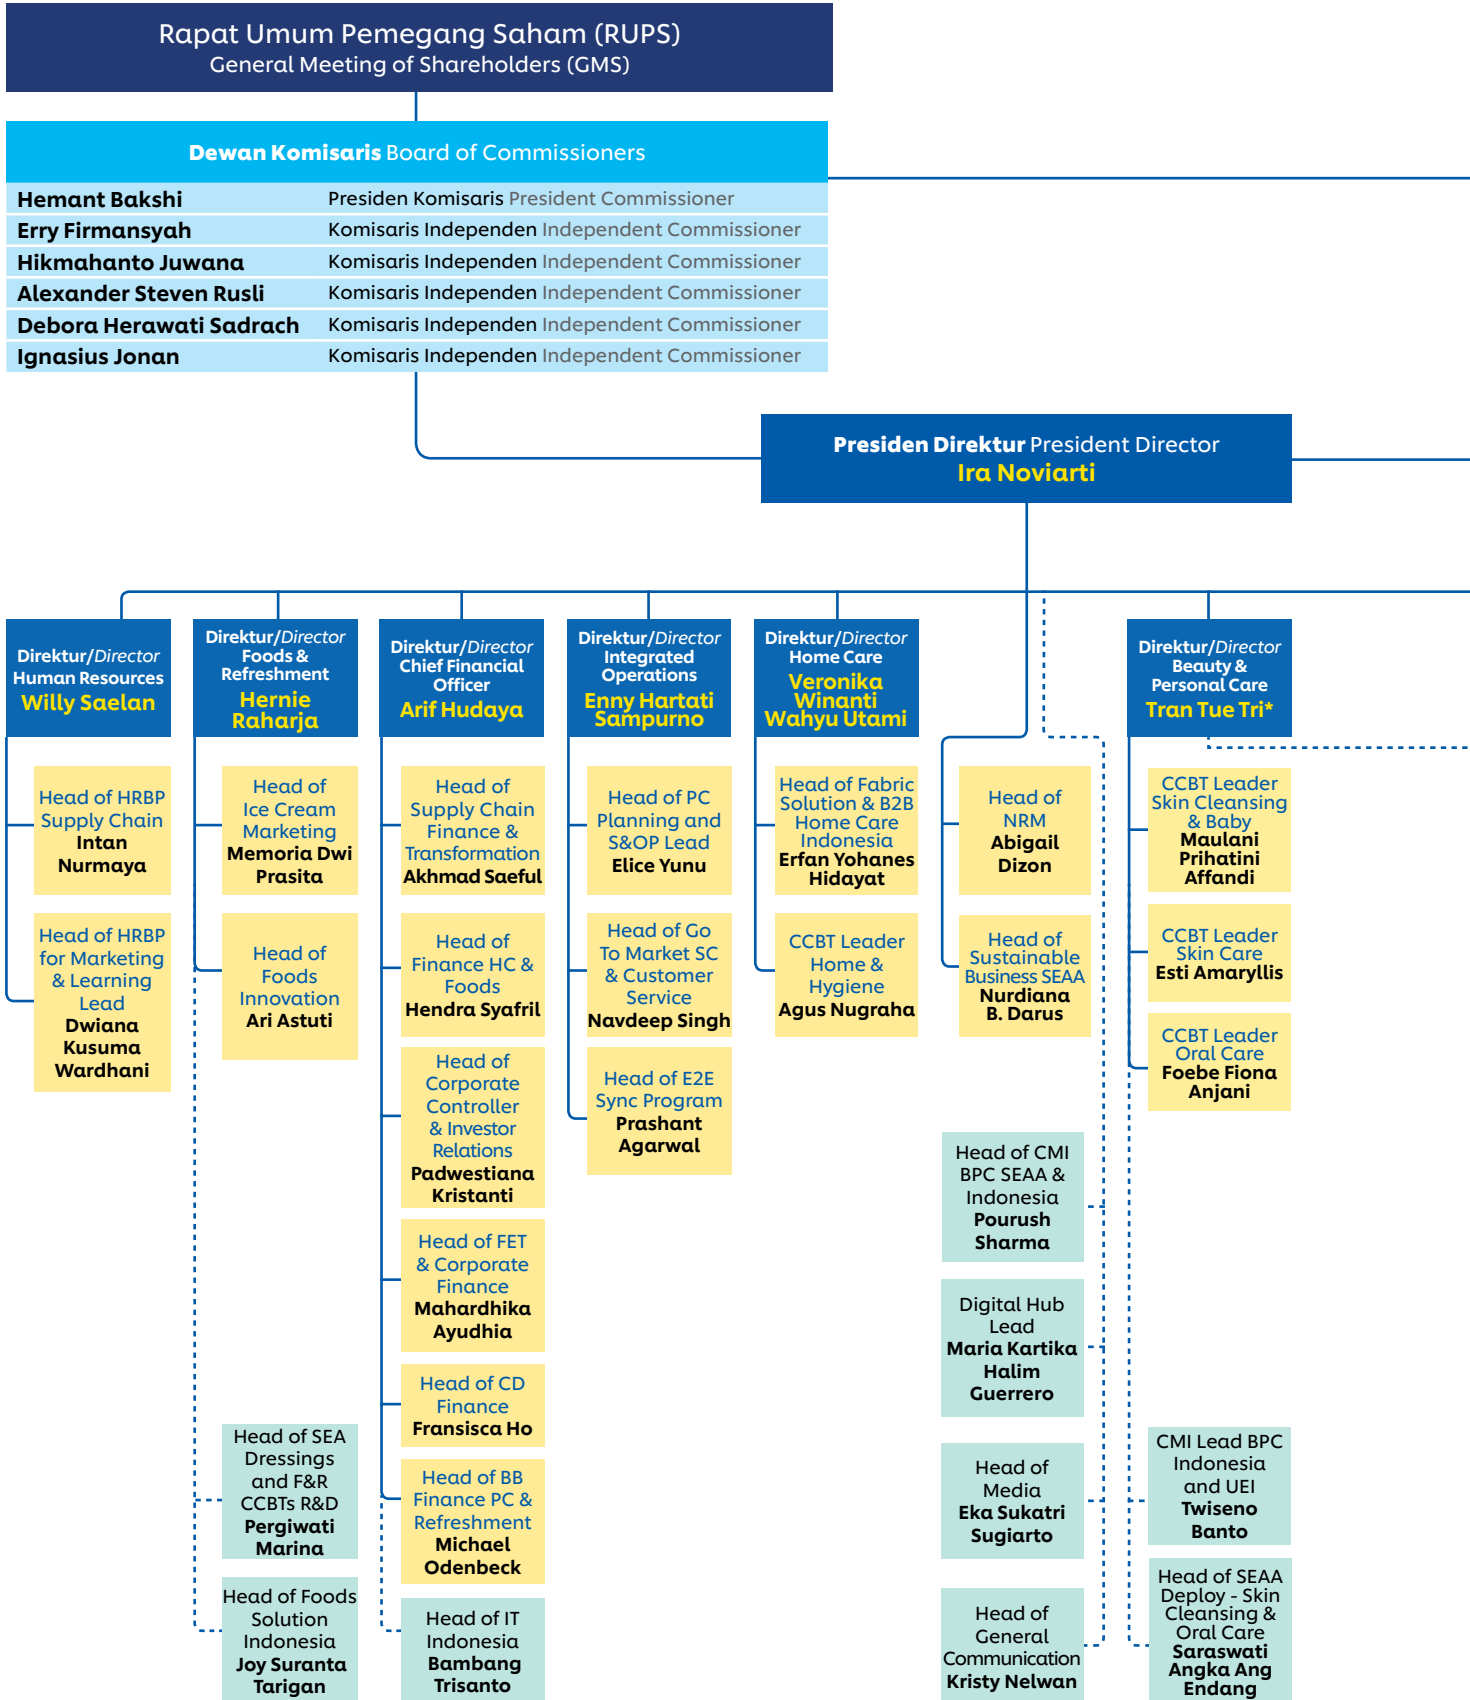 Rapat Umum Pemegang Saham (RUPS)
General Meeting of Shareholders (GMS)
Dewan Komisaris Board of Commissioners
Hemant Bakshi Presiden Komisaris President Commissioner
Erry Firmansyah Komisaris Independen Independent Commissioner
Hikmahanto Juwana Komisaris Independen Independent Commissioner
Alexander Steven Rusli Komisaris Independen Independent Commissioner
Debora Herawati Sadrach Komisaris Independen Independent Commissioner
Ignasius Jonan Komisaris Independen Independent Commissioner
Presiden Direktur President Director
Ira Noviarti
Direktur/Director
Human Resources
Willy Saelan
Head of HRBP
Supply Chain
Intan
Nurmaya
Head of HRBP
for Marketing
& Learning
Lead
Dwiana
Kusuma
Wardhani
Direktur/Director
Foods &
Refreshment
Hernie
Raharja
Head of
Ice Cream
Marketing
Memoria Dwi
Prasita
Head of
Foods
Innovation
Ari Astuti
Head of SEA
Dressings
and F&R
CCBTs R&D
Pergiwati
Marina
Head of Foods
Solution
Indonesia
Joy Suranta
Tarigan
Direktur/Director
Chief Financial
Officer
Arif Hudaya
Head of
Supply Chain
Finance &
Transformation
Akhmad Saeful
Head of
Finance HC &
Foods
Hendra Syafril
Head of
Corporate
Controller
& Investor
Relations
Padwestiana
Kristanti
Head of FET
& Corporate
Finance
Mahardhika
Ayudhia
Head of CD
Finance
Fransisca Ho
Head of BB
Finance PC &
Refreshment
Michael
Odenbeck
Head of IT
Indonesia
Bambang
Trisanto
Direktur/Director
Integrated
Operations
Enny Hartati
Sampurno
Head of PC
Planning and
S&OP Lead
Elice Yunu
Head of Go
To Market SC
& Customer
Service
Navdeep Singh
Head of E2E
Sync Program
Prashant
Agarwal
Direktur/Director
Home Care
Veronika
Winanti
Wahyu Utami
Head of Fabric
Solution & B2B
Home Care
Indonesia
Erfan Yohanes
Hidayat
CCBT Leader
Home &
Hygiene
Agus Nugraha
Head of
NRM
Abigail
Dizon
Head of
Sustainable
Business SEAA
Nurdiana
B. Darus
Head of CMI
BPC SEAA &
Indonesia
Pourush
Sharma
Digital Hub
Lead
Maria Kartika
Halim
Guerrero
Head of
Media
Eka Sukatri
Sugiarto
Head of
General
Communication
Kristy Nelwan
Direktur/Director
Beauty &
Personal Care
Tran Tue Tri*
CCBT Leader
Skin Cleansing
& Baby
Maulani
Prihatini
Affandi
CCBT Leader
Skin Care
Esti Amaryllis
CCBT Leader
Oral Care
Foebe Fiona
Anjani
CMI Lead BPC
Indonesia
and UEI
Twiseno
Banto
Head of SEAA
Deploy - Skin
Cleansing &
Oral Care
Saraswati
Angka Ang
Endang